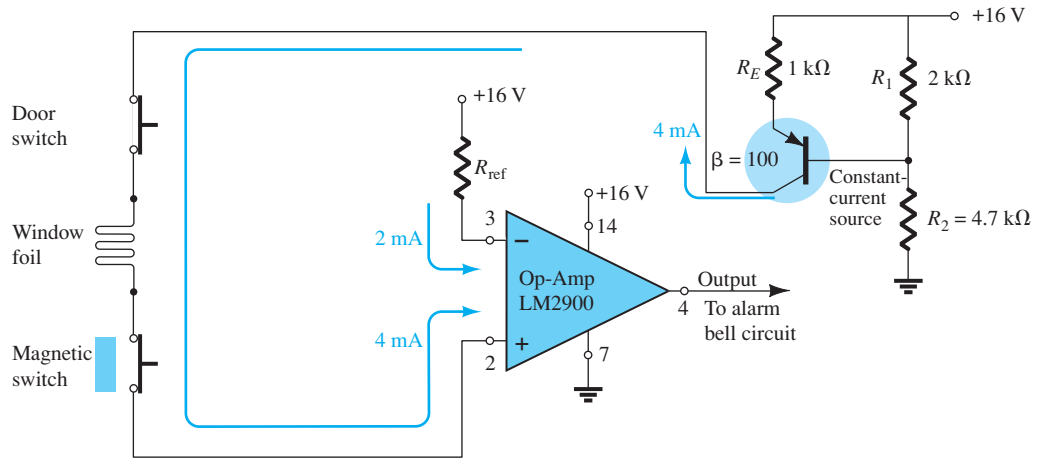 +16 V
R_E
1 kΩ
R_1
2 kΩ
Door
switch
+16 V
4 mA
β = 100
R_ref
Constant-
current
source
+16 V
R_2 = 4.7 kΩ
3
14
Window
foil
2 mA
−
Op-Amp
LM2900
Output
4
To alarm
bell circuit
4 mA
+
2
7
Magnetic
switch